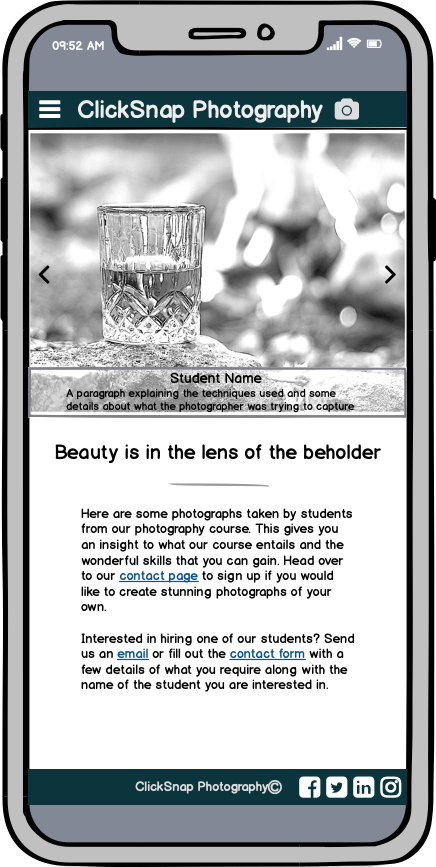 09:52 AM
ClickSnap Photography
Student Name
A paragraph explaining the techniques used and some
details about what the photographer was trying to capture
Beauty is in the lens of the beholder
Here are some photographs taken by students
from our photography course. This gives you
an insight to what our course entails and the
wonderful skills that you can gain. Head over
to our contact page to sign up if you would
like to create stunning photographs of your
own.
Interested in hiring one of our students? Send
us an email or fill out the contact form with a
few details of what you require along with the
name of the student you are interested in.
ClickSnap Photography©